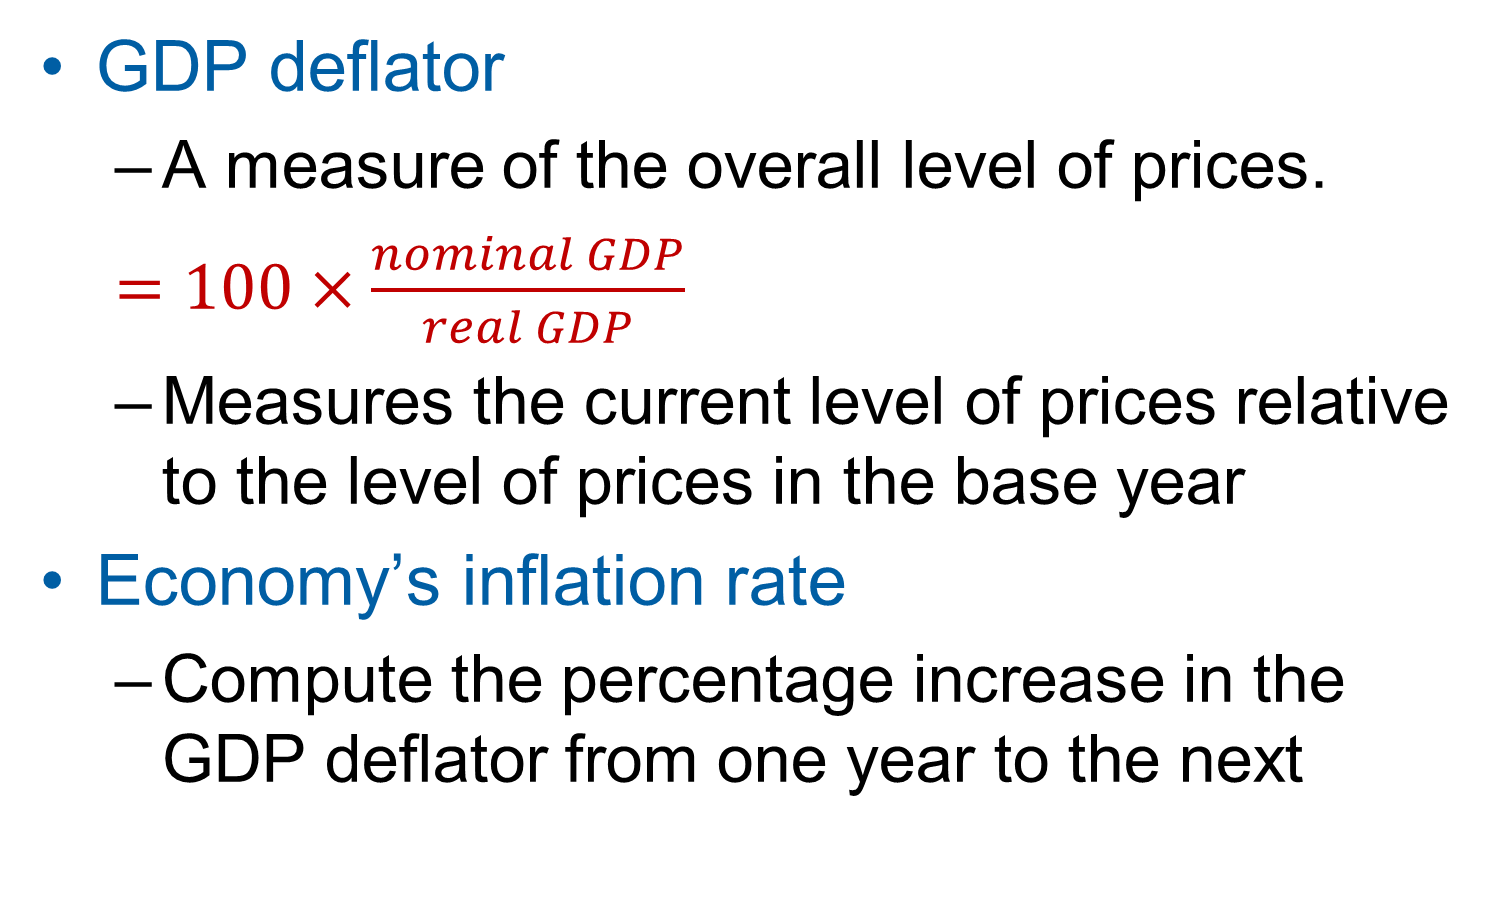 • GDP deflator
– A measure of the overall level of prices.
= 100 × nominal GDP / real GDP
– Measures the current level of prices relative
to the level of prices in the base year
• Economy’s inflation rate
– Compute the percentage increase in the
GDP deflator from one year to the next